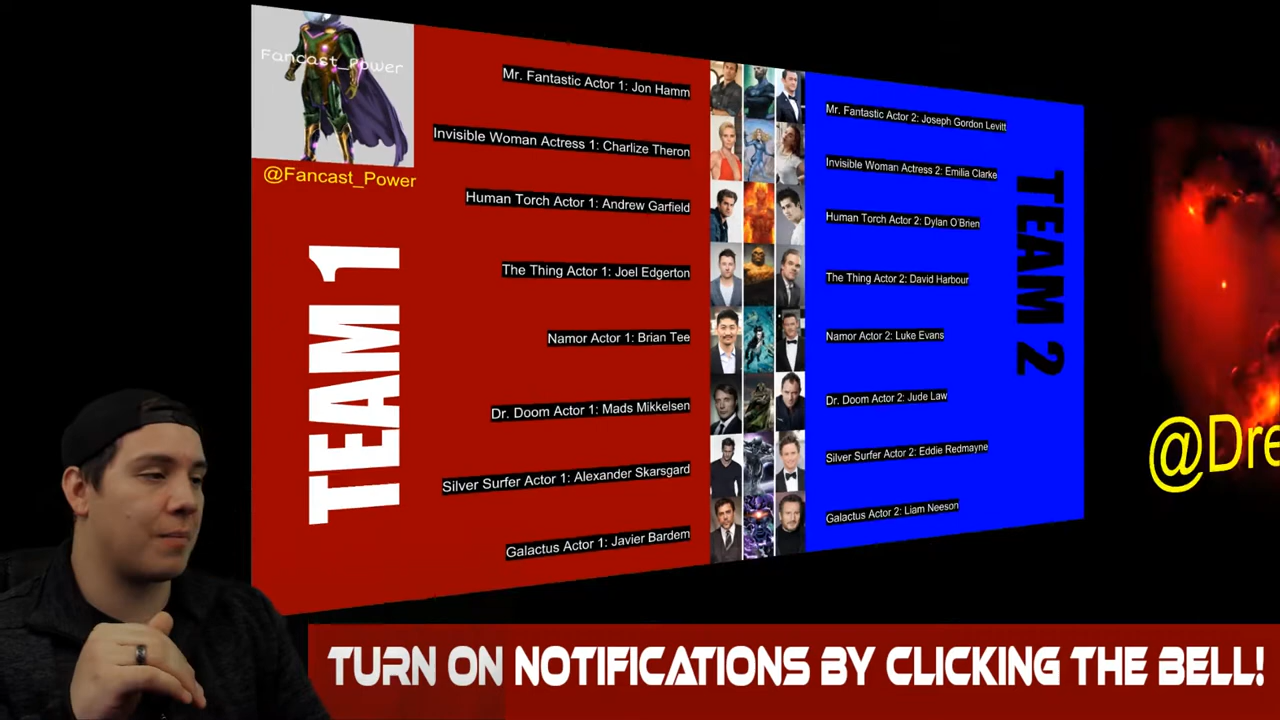 Fancast_Power
@Fancast_Power
TEAM 1
Mr. Fantastic Actor 1: Jon Hamm
Invisible Woman Actress 1: Charlize Theron
Human Torch Actor 1: Andrew Garfield
The Thing Actor 1: Joel Edgerton
Namor Actor 1: Brian Tee
Dr. Doom Actor 1: Mads Mikkelsen
Silver Surfer Actor 1: Alexander Skarsgard
Galactus Actor 1: Javier Bardem
Mr. Fantastic Actor 2: Joseph Gordon Levitt
Invisible Woman Actress 2: Emilia Clarke
Human Torch Actor 2: Dylan O'Brien
The Thing Actor 2: David Harbour
Namor Actor 2: Luke Evans
Dr. Doom Actor 2: Jude Law
Silver Surfer Actor 2: Eddie Redmayne
Galactus Actor 2: Liam Neeson
TEAM 2
@Dre
TURN ON NOTIFICATIONS BY CLICKING THE BELL!